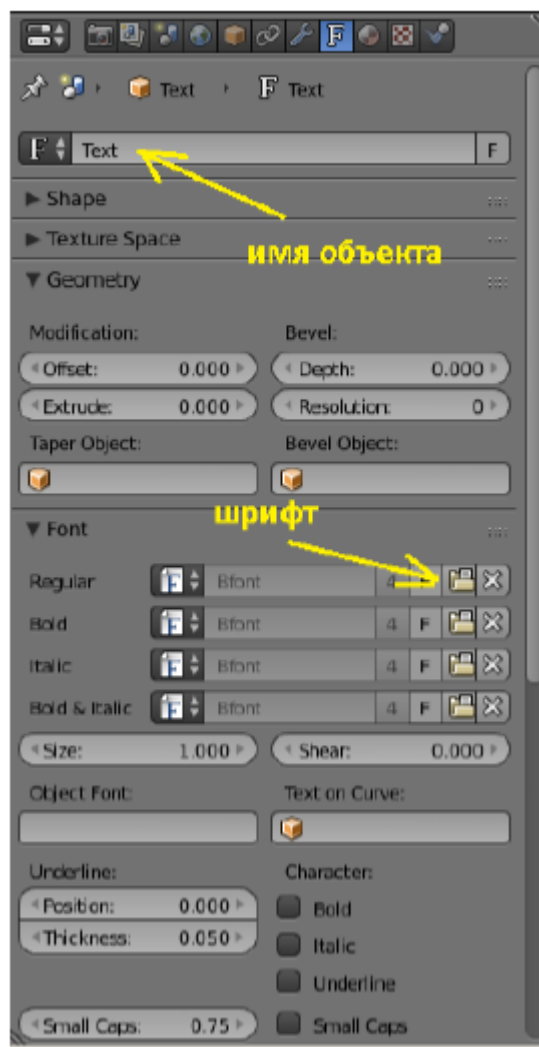 Text F Text
F Text F
Shape
Texture Space
имя объекта
Geometry
Modification: Bevel:
Offset: 0.000 Depth: 0.000
Extrude: 0.000 Resolution: 0
Taper Object: Bevel Object:
шрифт
Font
Regular F Bfont 4 F
Bold F Bfont 4 F
Italic F Bfont 4 F
Bold & Italic F Bfont 4 F
Size: 1.000 Shear: 0.000
Object Font: Text on Curve:
Underline: Character:
Position: 0.000 Bold
Thickness: 0.050 Italic
Underline
Small Caps: 0.75 Small Caps